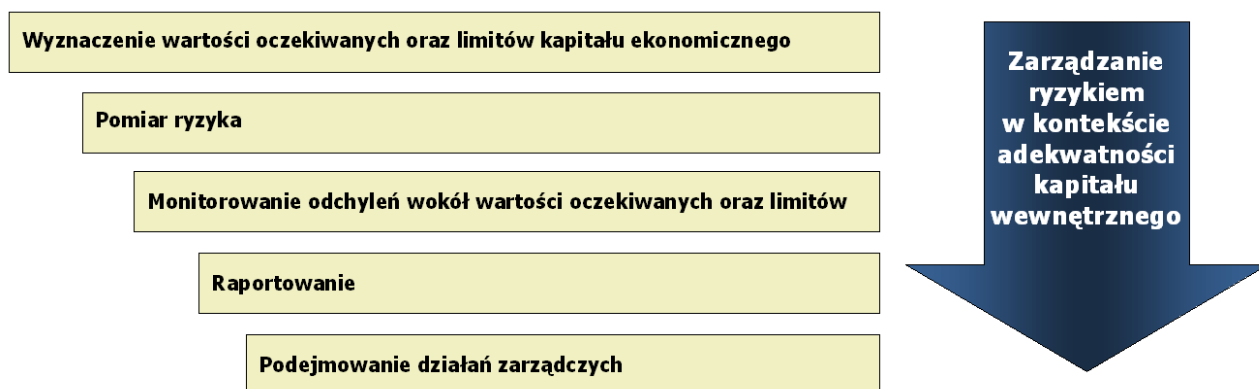 Wyznaczenie wartości oczekiwanych oraz limitów kapitału ekonomicznego
Pomiar ryzyka
Monitorowanie odchyleń wokół wartości oczekiwanych oraz limitów
Raportowanie
Podejmowanie działań zarządczych
Zarządzanie
ryzykiem
w kontekście
adekwatności
kapitału
wewnętrznego